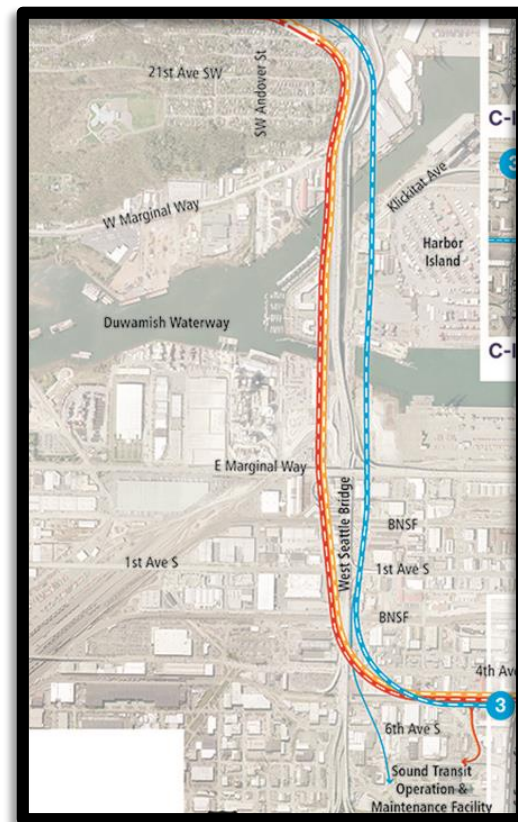 21st Ave SW
SW Andover St
C-I
3
W Marginal Way
Klickitat Ave
Harbor
Island
Duwamish Waterway
C-I
E Marginal Way
West Seattle Bridge
BNSF
1st Ave S
1st Ave S
BNSF
4th Ave
3
6th Ave S
Sound Transit
Operation &
Maintenance Facility